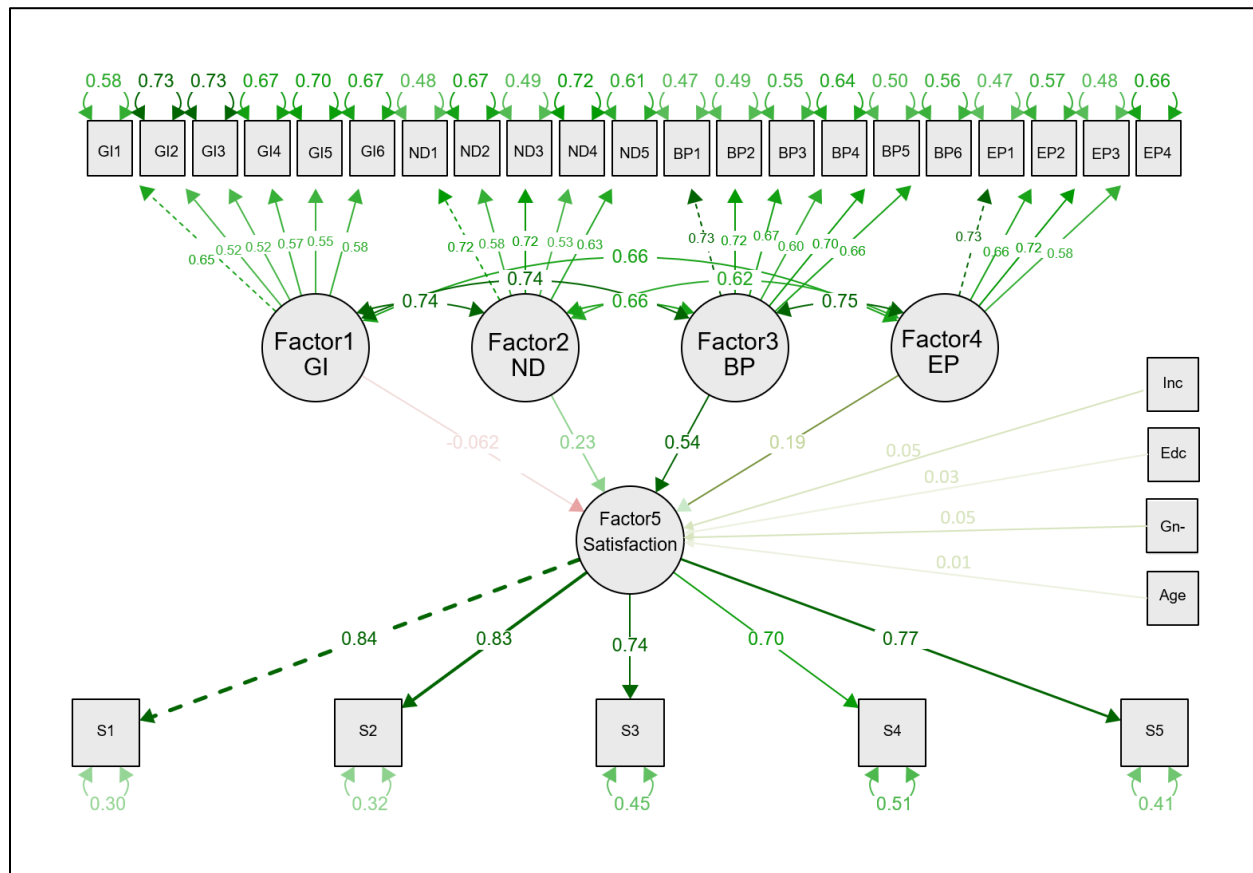 0.58 0.73 0.73 0.67 0.70 0.67 0.48 0.67 0.49 0.72 0.61 0.47 0.49 0.55 0.64 0.50 0.56 0.47 0.57 0.48 0.66
GI1 GI2 GI3 GI4 GI5 GI6 ND1 ND2 ND3 ND4 ND5 BP1 BP2 BP3 BP4 BP5 BP6 EP1 EP2 EP3 EP4
0.65 0.52 0.52 0.57 0.55 0.58 0.72 0.58 0.72 0.53 0.63 0.73 0.72 0.67 0.60 0.70 0.66 0.73 0.66 0.72 0.58
0.66
0.74 0.62
0.74 0.66 0.75
Factor1
GI
Factor2
ND
Factor3
BP
Factor4
EP
-0.062 0.23 0.54 0.19
Inc
0.05
Edc
0.03
Gn-
0.05
Age
0.01
Factor5
Satisfaction
0.84 0.83 0.74 0.70 0.77
S1 S2 S3 S4 S5
0.30 0.32 0.45 0.51 0.41